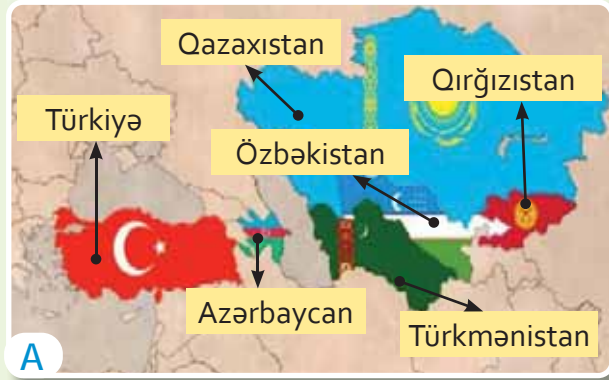 Qazaxıstan
Qırğızıstan
Türkiyə
Özbəkistan
Azərbaycan
Türkmənistan
A